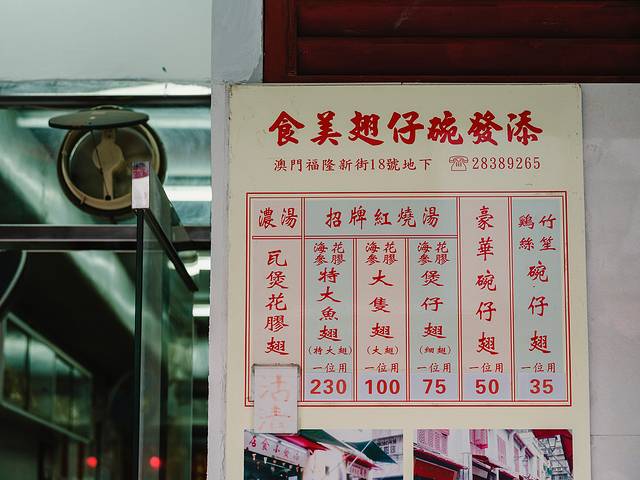 添發碗仔翅美食
澳門福隆新街18號地下 ☎28389265
濃湯
瓦煲花膠翅
沽清
招牌紅燒湯
花膠
海參
特大魚翅
(特大翅)
一位用
230
花膠
海參
大隻翅
(大翅)
一位用
100
花膠
海參
煲仔翅
(細翅)
一位用
75
豪華碗仔翅
一位用
50
竹笙
鷄絲
碗仔翅
一位用
35